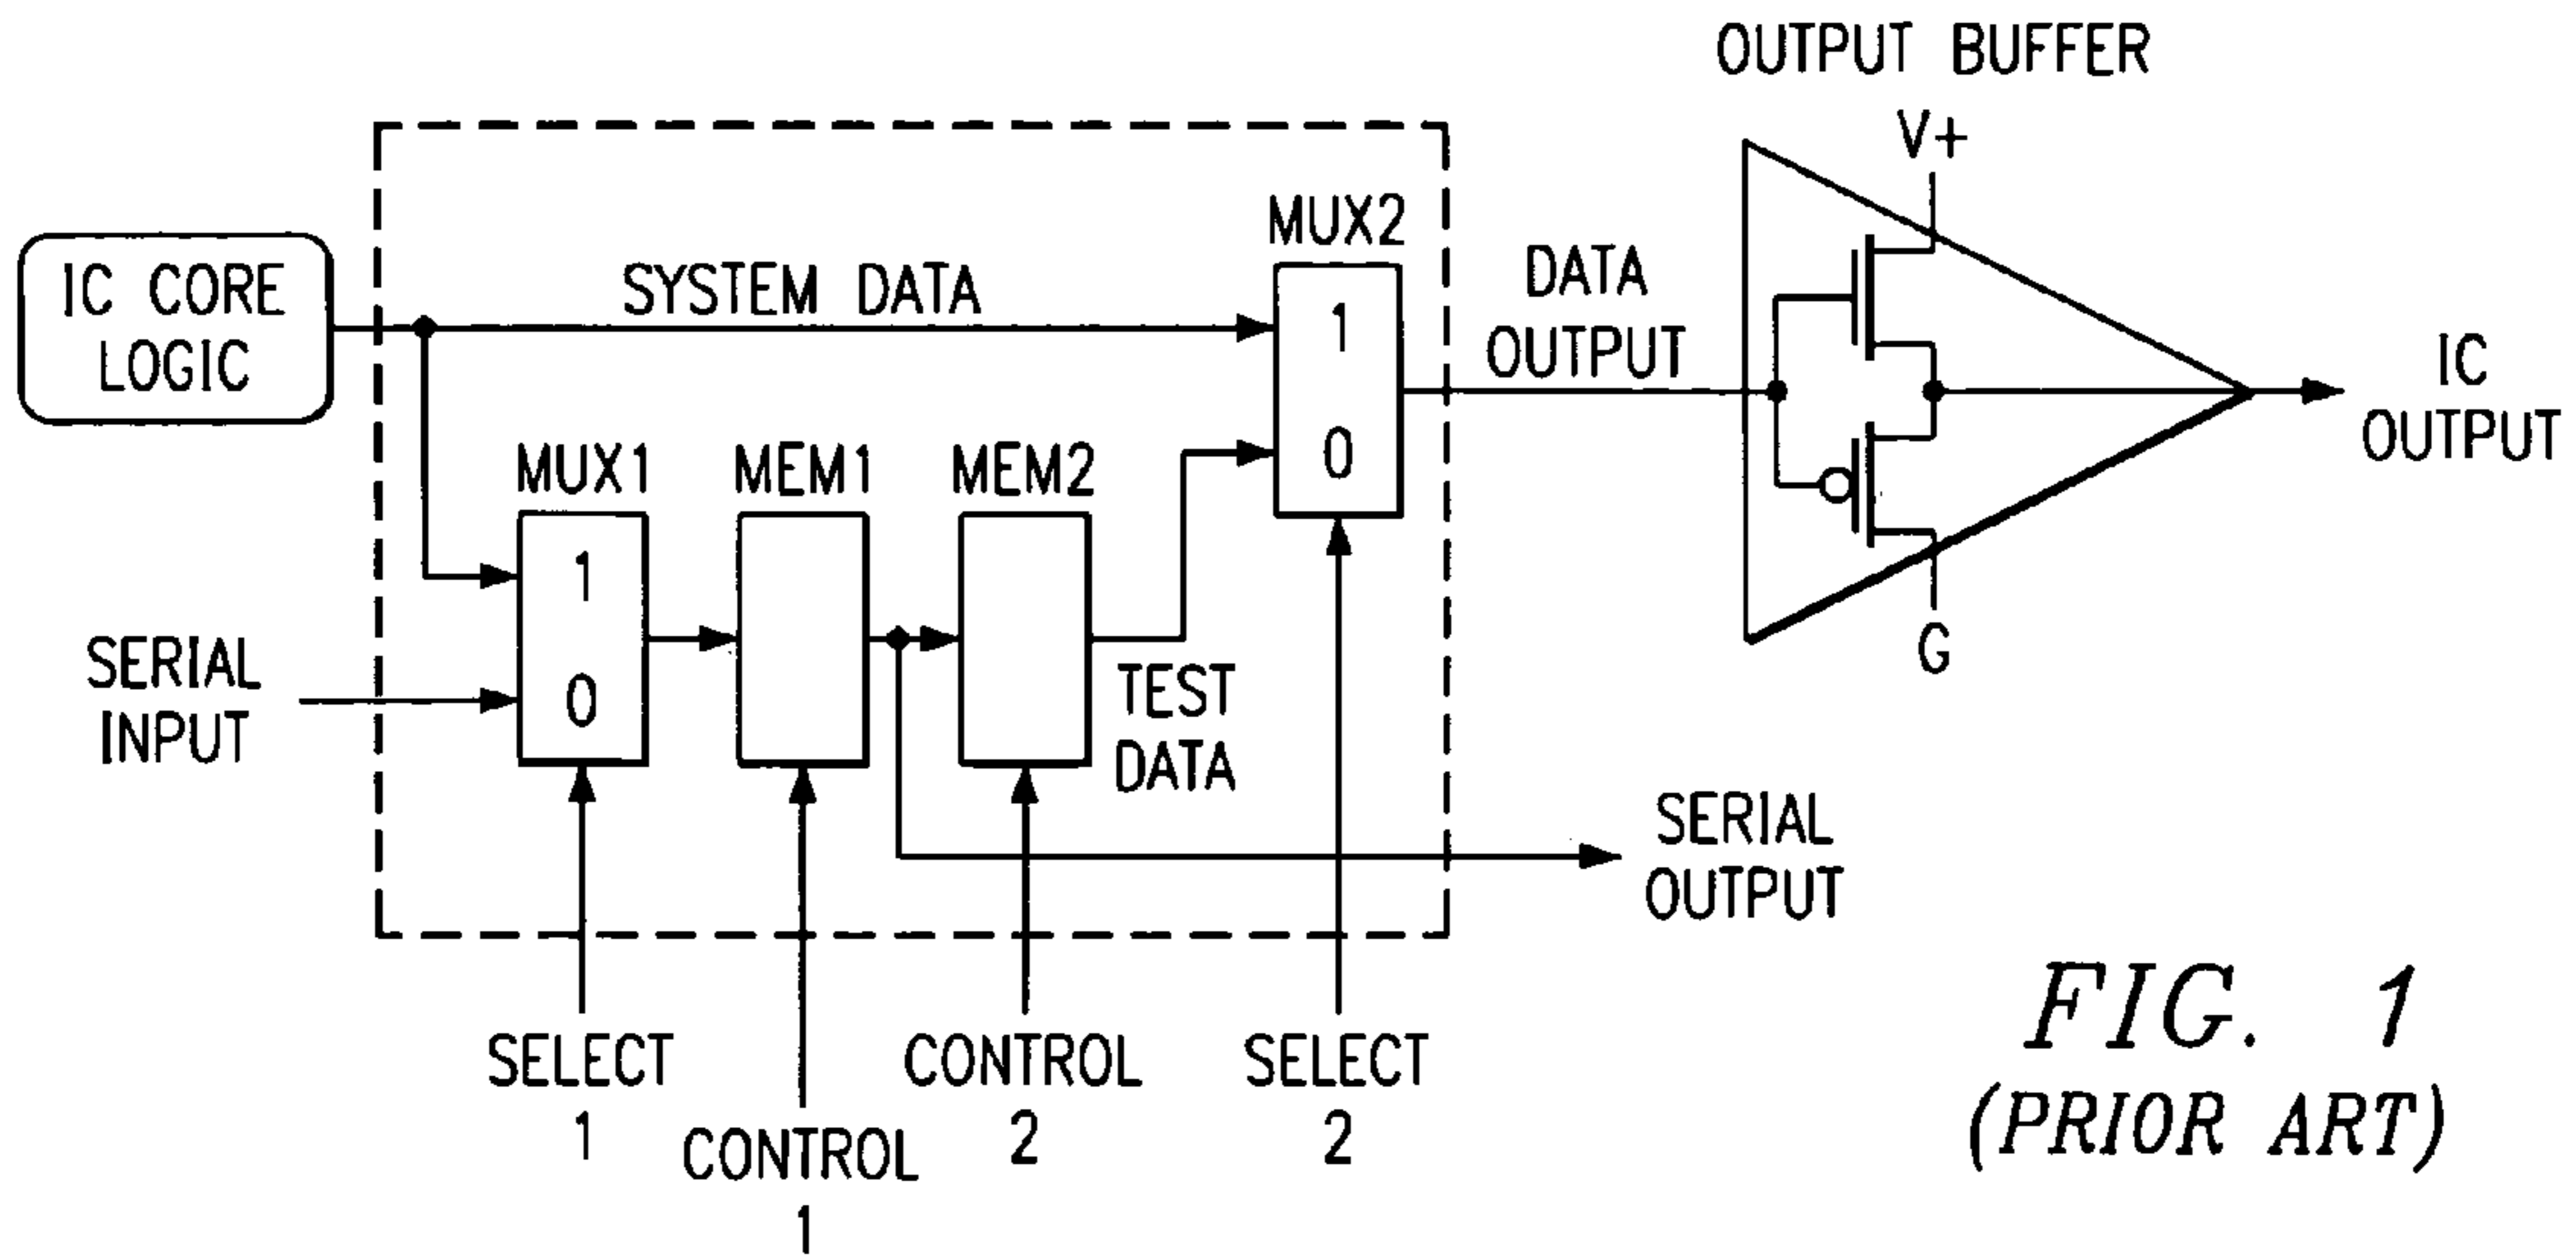 OUTPUT BUFFER
V+
IC CORE
LOGIC
SYSTEM DATA
MUX2
1
0
DATA
OUTPUT
IC
OUTPUT
G
MUX1
1
0
MEM1
MEM2
SERIAL
INPUT
TEST
DATA
SERIAL
OUTPUT
SELECT
1
CONTROL
1
CONTROL
2
SELECT
2
FIG. 1
(PRIOR ART)